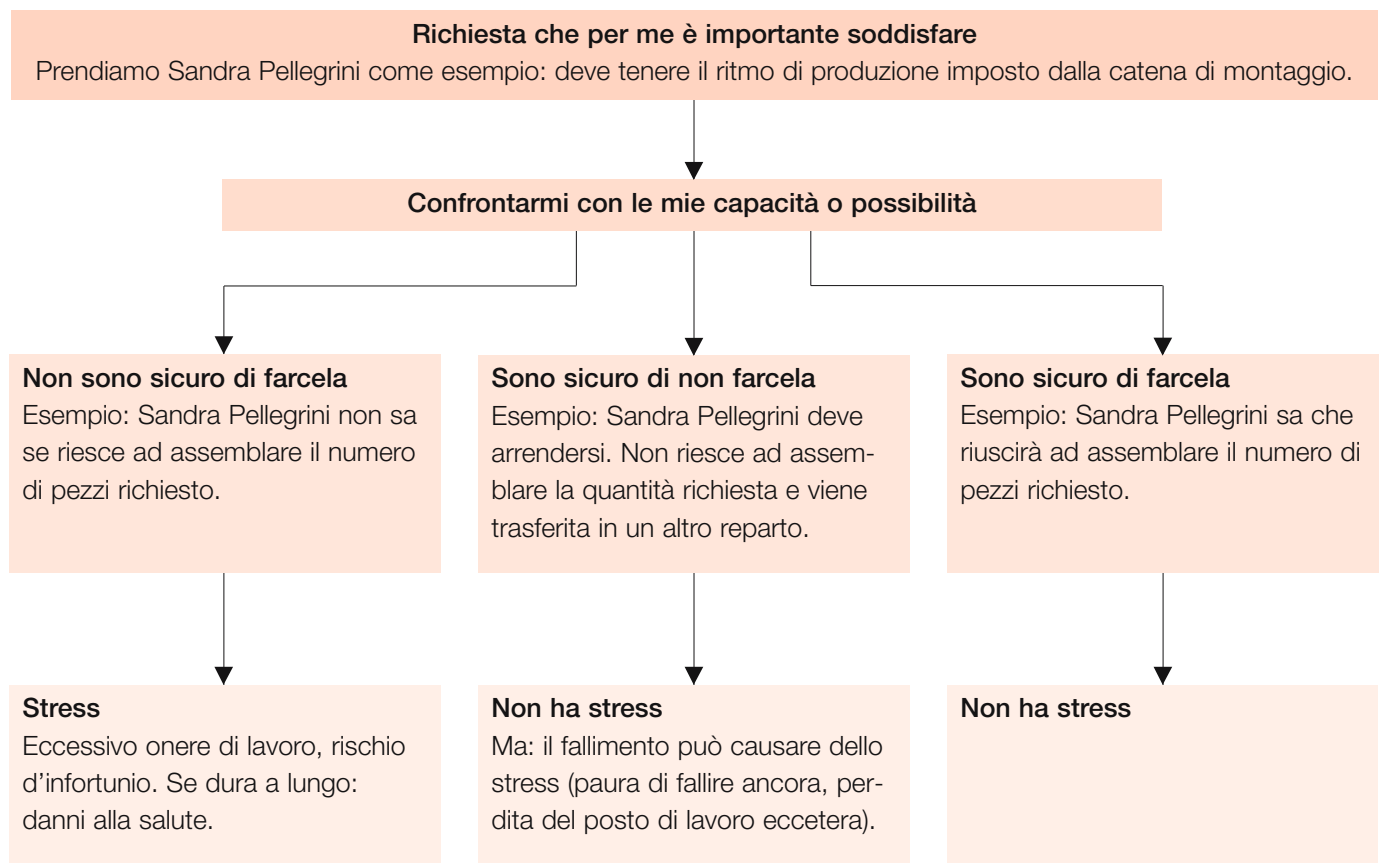 Richiesta che per me è importante soddisfare
Prendiamo Sandra Pellegrini come esempio: deve tenere il ritmo di produzione imposto dalla catena di montaggio.
Confrontarmi con le mie capacità o possibilità
Non sono sicuro di farcela
Esempio: Sandra Pellegrini non sa
se riesce ad assemblare il numero
di pezzi richiesto.
Sono sicuro di non farcela
Esempio: Sandra Pellegrini deve
arrendersi. Non riesce ad assem-
blare la quantità richiesta e viene
trasferita in un altro reparto.
Sono sicuro di farcela
Esempio: Sandra Pellegrini sa che
riuscirà ad assemblare il numero di
pezzi richiesto.
Stress
Eccessivo onere di lavoro, rischio
d’infortunio. Se dura a lungo:
danni alla salute.
Non ha stress
Ma: il fallimento può causare dello
stress (paura di fallire ancora, per-
dita del posto di lavoro eccetera).
Non ha stress